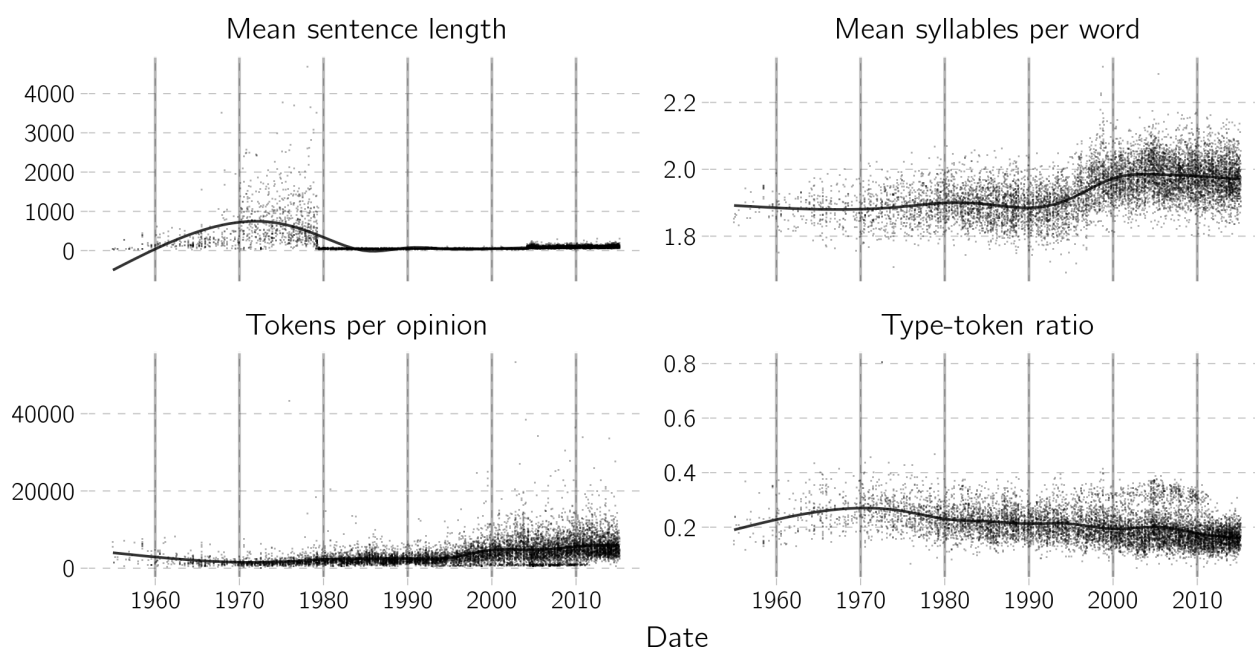 Mean sentence length
Mean syllables per word
4000
3000
2000
1000
0
2.2
2.0
1.8
Tokens per opinion
Type-token ratio
40000
20000
0
0.8
0.6
0.4
0.2
1960 1970 1980 1990 2000 2010
1960 1970 1980 1990 2000 2010
Date